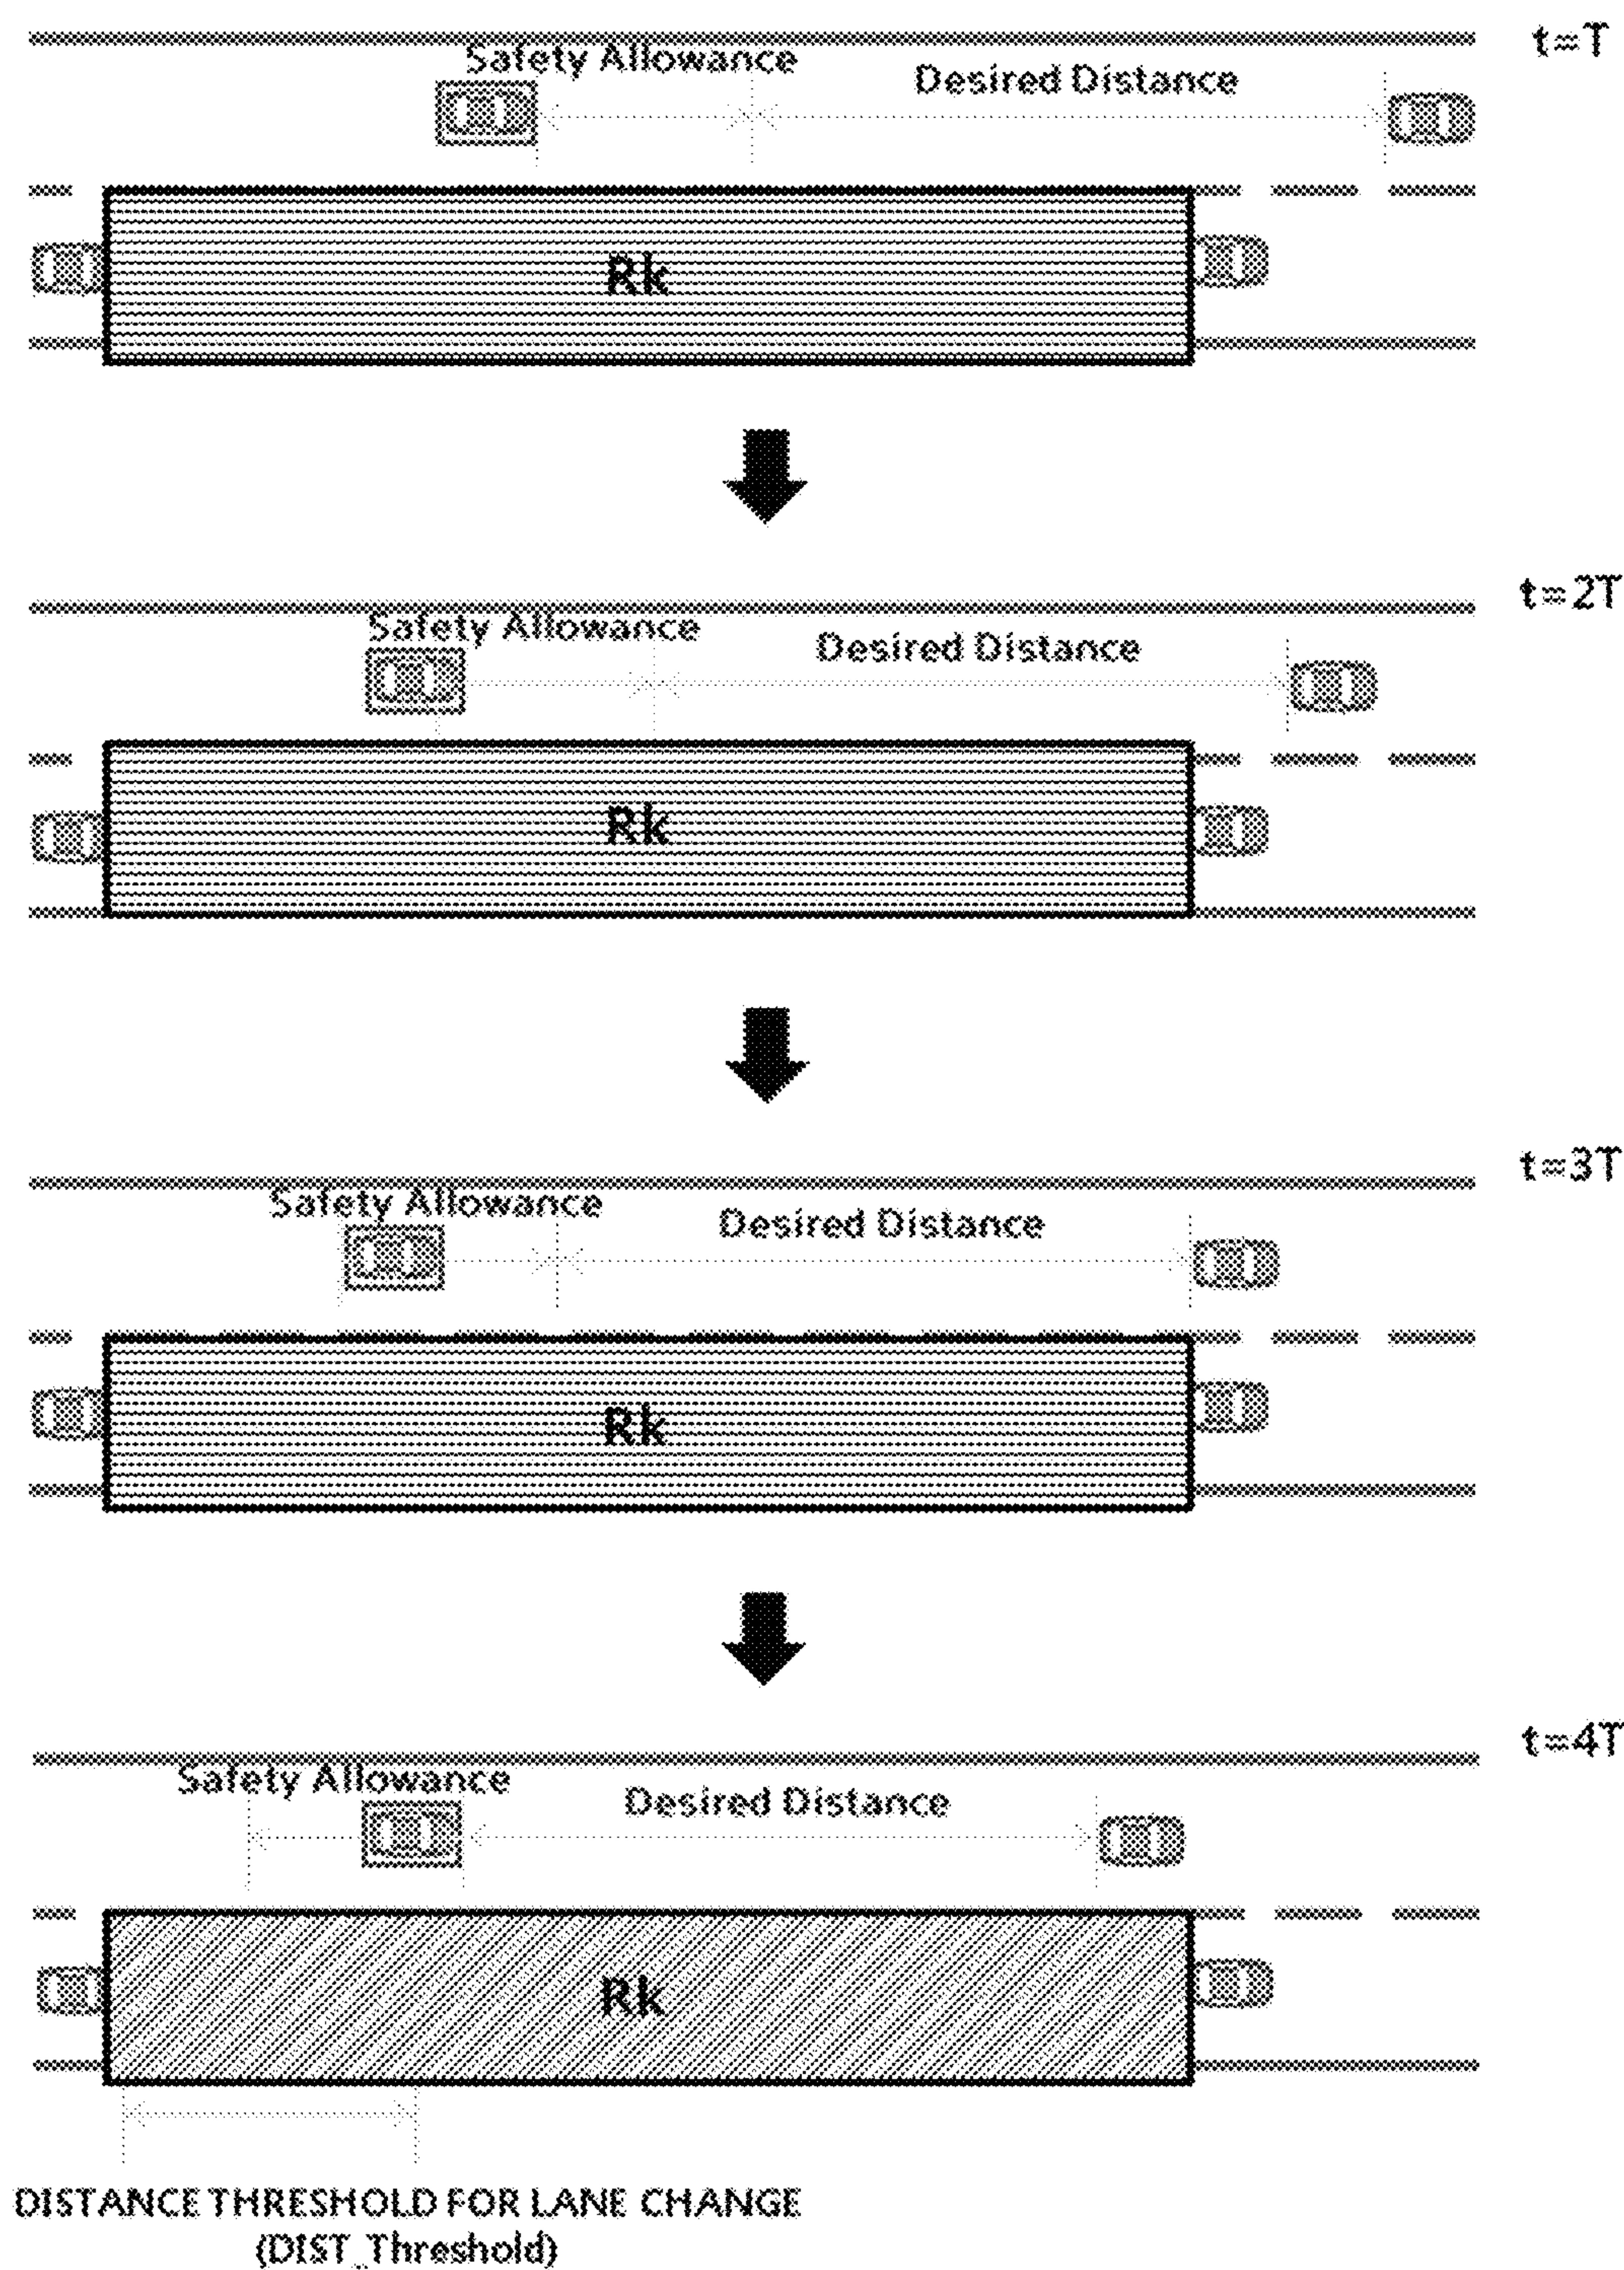 t=T
Safety Allowance
Desired Distance
Rk
t=2T
Safety Allowance
Desired Distance
Rk
t=3T
Safety Allowance
Desired Distance
Rk
t=4T
Safety Allowance
Desired Distance
Rk
DISTANCE THRESHOLD FOR LANE CHANGE
(DIST_Threshold)